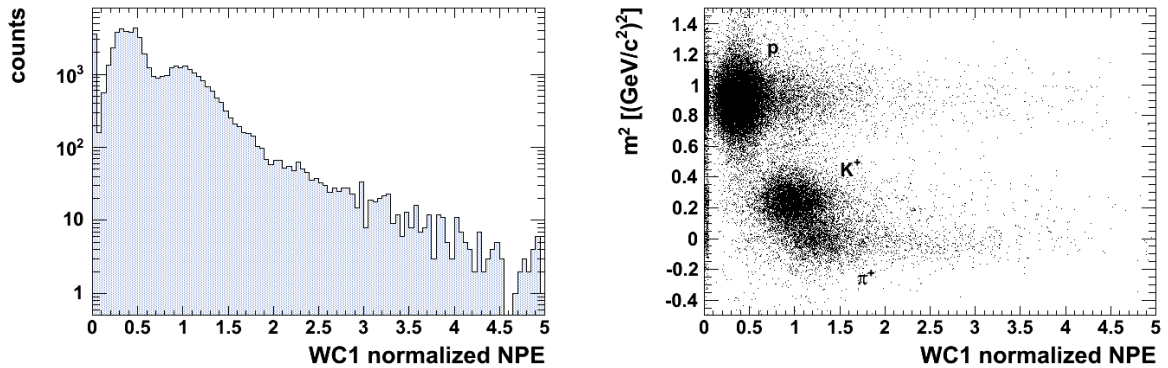 counts
10³
10²
10
1
0 0.5 1 1.5 2 2.5 3 3.5 4 4.5 5
WC1 normalized NPE
m² [(GeV/c²)²]
1.4
1.2
1
0.8
0.6
0.4
0.2
0
-0.2
-0.4
p
K⁺
π⁺
0 0.5 1 1.5 2 2.5 3 3.5 4 4.5 5
WC1 normalized NPE